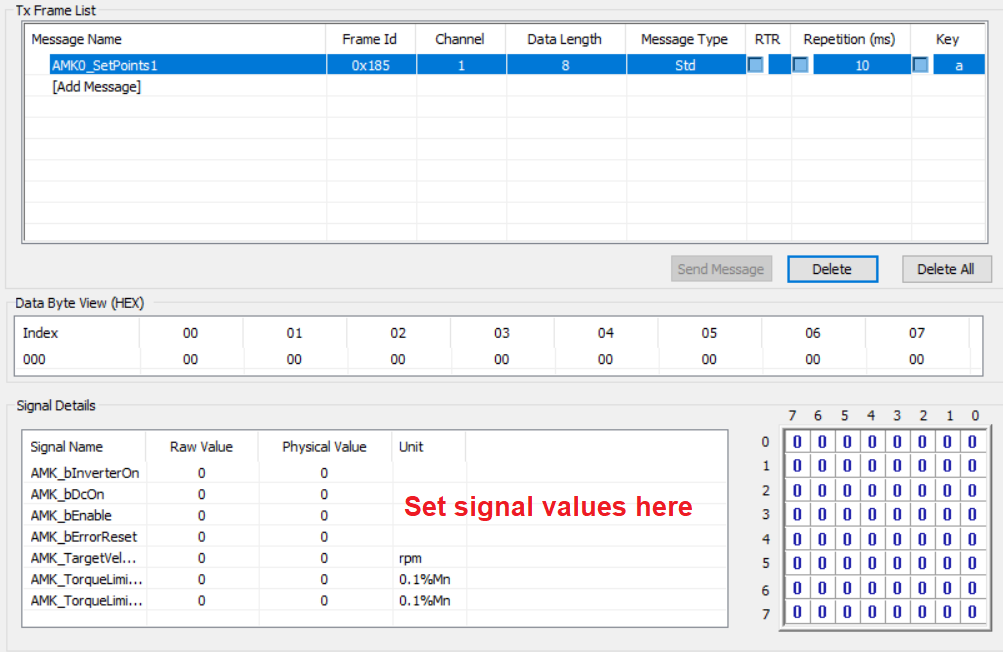 Tx Frame List
Message Name Frame Id Channel Data Length Message Type RTR Repetition (ms) Key
AMK0_SetPoints1 0x185 1 8 Std 10 a
[Add Message]
Send Message Delete Delete All
Data Byte View (HEX)
Index 00 01 02 03 04 05 06 07
000 00 00 00 00 00 00 00 00
Signal Details
Signal Name Raw Value Physical Value Unit
AMK_bInverterOn 0 0
AMK_bDcOn 0 0
AMK_bEnable 0 0
AMK_bErrorReset 0 0
AMK_TargetVel... 0 0 rpm
AMK_TorqueLimi... 0 0 0.1%Mn
AMK_TorqueLimi... 0 0 0.1%Mn
Set signal values here
7 6 5 4 3 2 1 0
0 0 0 0 0 0 0 0 0
1 0 0 0 0 0 0 0 0
2 0 0 0 0 0 0 0 0
3 0 0 0 0 0 0 0 0
4 0 0 0 0 0 0 0 0
5 0 0 0 0 0 0 0 0
6 0 0 0 0 0 0 0 0
7 0 0 0 0 0 0 0 0